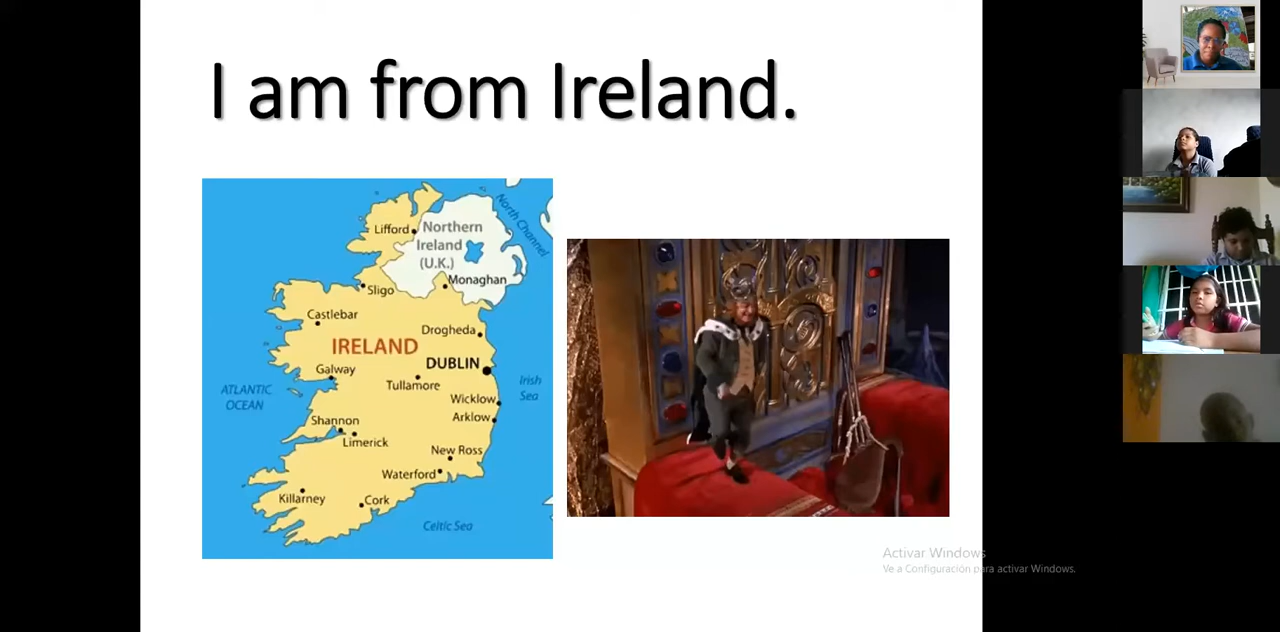 I am from Ireland.
North Channel
Lifford
Northern
Ireland
(U.K.)
Monaghan
Sligo
Castlebar
Drogheda
IRELAND
DUBLIN
Galway
Tullamore
ATLANTIC
OCEAN
Irish
Sea
Wicklow
Arklow
Shannon
Limerick
New Ross
Waterford
Killarney
Cork
Celtic Sea
Activar Windows
Ve a Configuración para activar Windows.